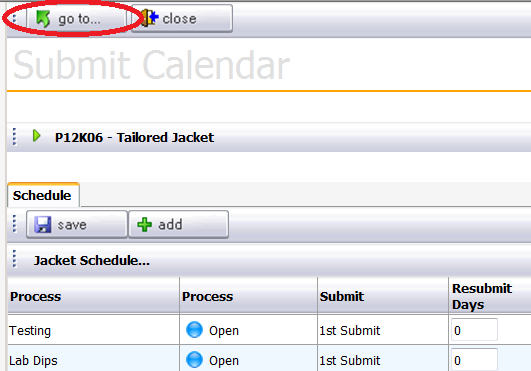 go to... close
Submit Calendar
P12K06 - Tailored Jacket
Schedule
save add
Jacket Schedule...
Process Process Submit Resubmit Days
Testing Open 1st Submit 0
Lab Dips Open 1st Submit 0